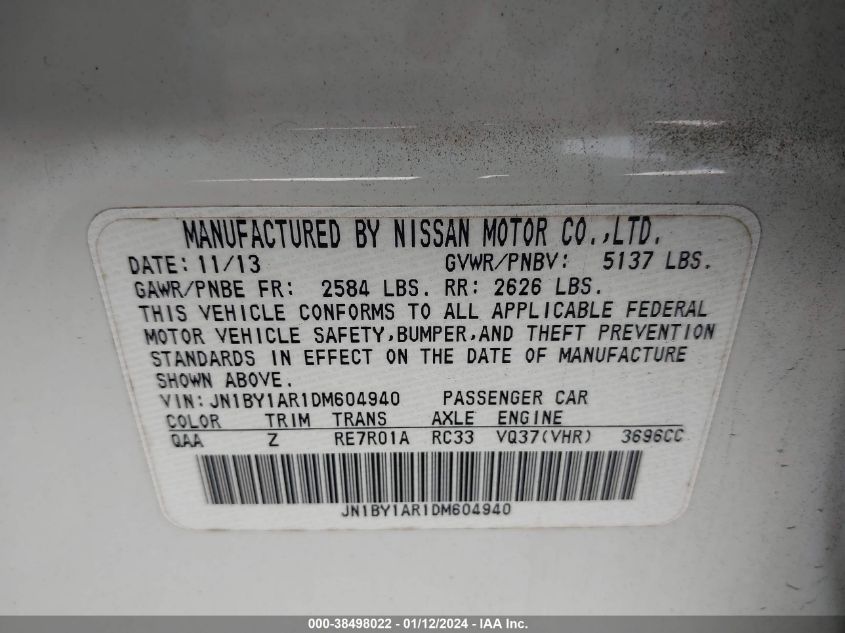 MANUFACTURED BY NISSAN MOTOR CO.,LTD.
DATE: 11/13 GVWR/PNBV: 5137 LBS.
GAWR/PNBE FR: 2584 LBS. RR: 2626 LBS.
THIS VEHICLE CONFORMS TO ALL APPLICABLE FEDERAL
MOTOR VEHICLE SAFETY,BUMPER,AND THEFT PREVENTION
STANDARDS IN EFFECT ON THE DATE OF MANUFACTURE
SHOWN ABOVE.
VIN: JN1BY1AR1DM604940 PASSENGER CAR
COLOR TRIM TRANS AXLE ENGINE
QAA Z RE7R01A RC33 VQ37(VHR) 3696CC
JN1BY1AR1DM604940
000-38498022 - 01/12/2024 - IAA Inc.